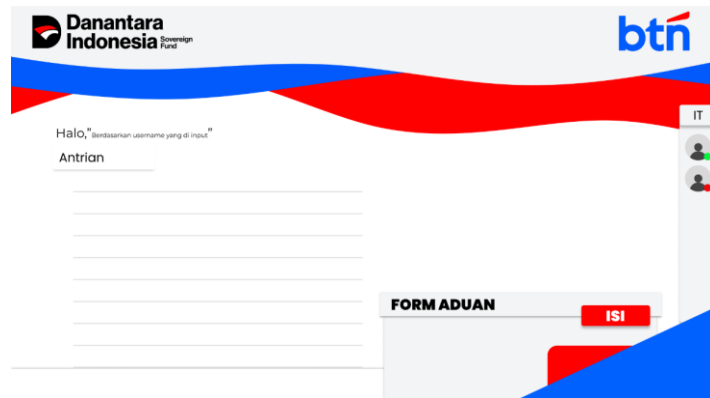 Danantara
Indonesia Sovereign Fund
btn
IT
Halo,"Berdasarkan username yang di input"
Antrian
FORM ADUAN
ISI